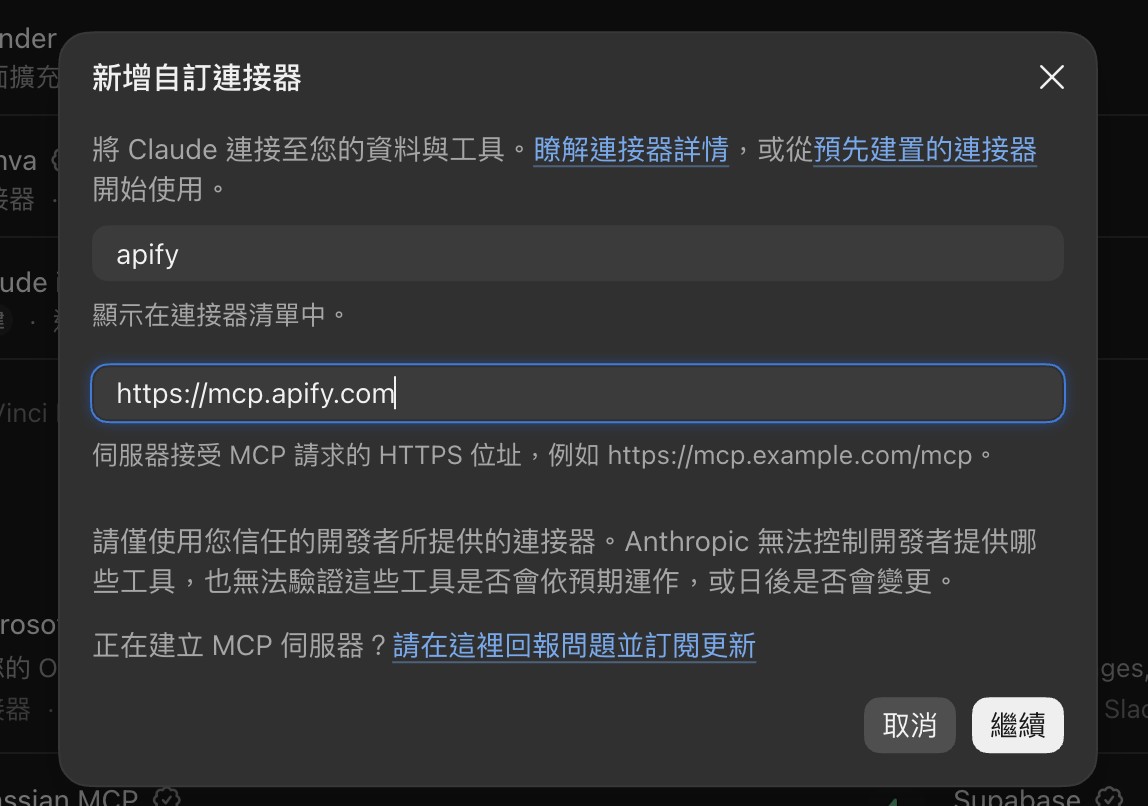 新增自訂連接器
將 Claude 連接至您的資料與工具。瞭解連接器詳情，或從預先建置的連接器
開始使用。
apify
顯示在連接器清單中。
https://mcp.apify.com
伺服器接受 MCP 請求的 HTTPS 位址，例如 https://mcp.example.com/mcp。
請僅使用您信任的開發者所提供的連接器。Anthropic 無法控制開發者提供哪
些工具，也無法驗證這些工具是否會依預期運作，或日後是否會變更。
正在建立 MCP 伺服器？請在這裡回報問題並訂閱更新
取消
繼續
MCP
Supabase